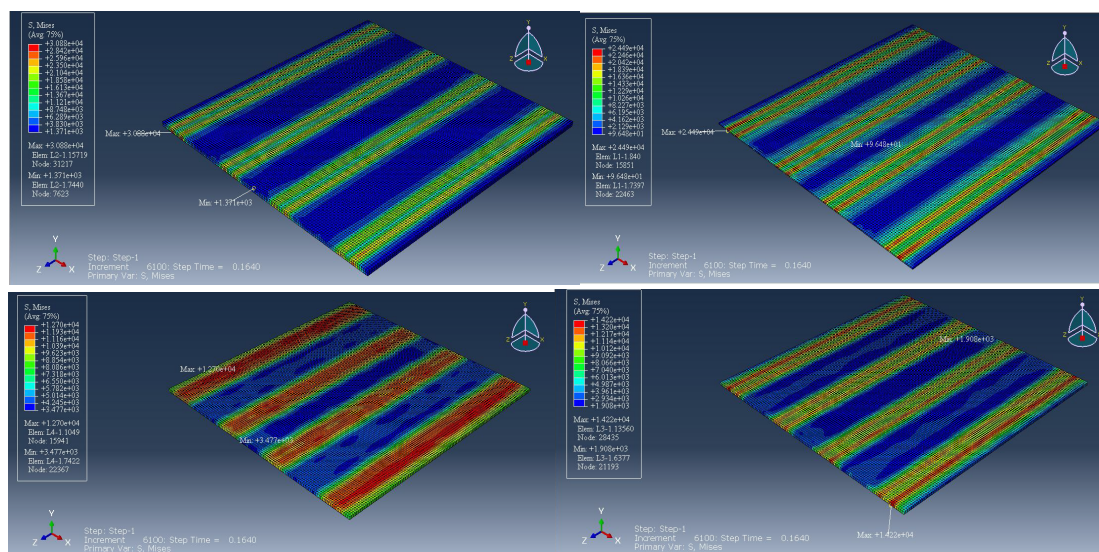 S, Mises
(Avg: 75%)
+3.088e+04
+2.842e+04
+2.596e+04
+2.350e+04
+2.104e+04
+1.858e+04
+1.613e+04
+1.367e+04
+1.121e+04
+8.748e+03
+6.289e+03
+3.830e+03
+1.371e+03
Max: +3.088e+04
Elem: L2-1.15719
Node: 31217
Min: +1.371e+03
Elem: L2-1.7440
Node: 7623
Max: +3.088e+04
Min: +1.371e+03
Y
Z
X
Y
Z
X
Step: Step-1
Increment 6100: Step Time = 0.1640
Primary Var: S, Mises
S, Mises
(Avg: 75%)
+2.449e+04
+2.246e+04
+2.042e+04
+1.839e+04
+1.636e+04
+1.433e+04
+1.229e+04
+1.026e+04
+8.227e+03
+6.195e+03
+4.162e+03
+2.129e+03
+9.648e+01
Max: +2.449e+04
Elem: L1-1.840
Node: 15851
Min: +9.648e+01
Elem: L1-1.7397
Node: 22463
Max: +2.449e+04
Min: +9.648e+01
Y
Z
X
Y
Z
X
Step: Step-1
Increment 6100: Step Time = 0.1640
Primary Var: S, Mises
S, Mises
(Avg: 75%)
+1.270e+04
+1.193e+04
+1.116e+04
+1.039e+04
+9.623e+03
+8.854e+03
+8.086e+03
+7.318e+03
+6.550e+03
+5.782e+03
+5.014e+03
+4.245e+03
+3.477e+03
Max: +1.270e+04
Elem: L4-1.1049
Node: 15941
Min: +3.477e+03
Elem: L4-1.7422
Node: 22367
Max: +1.270e+04
Min: +3.477e+03
Y
Z
X
Y
Z
X
Step: Step-1
Increment 6100: Step Time = 0.1640
Primary Var: S, Mises
S, Mises
(Avg: 75%)
+1.422e+04
+1.320e+04
+1.217e+04
+1.114e+04
+1.012e+04
+9.092e+03
+8.066e+03
+7.040e+03
+6.013e+03
+4.987e+03
+3.961e+03
+2.934e+03
+1.908e+03
Max: +1.422e+04
Elem: L3-1.13560
Node: 28435
Min: +1.908e+03
Elem: L3-1.6377
Node: 21193
+1.908e+03
Max: +1.422e+04
Y
Z
X
Y
Z
X
Step: Step-1
Increment 6100: Step Time = 0.1640
Primary Var: S, Mises